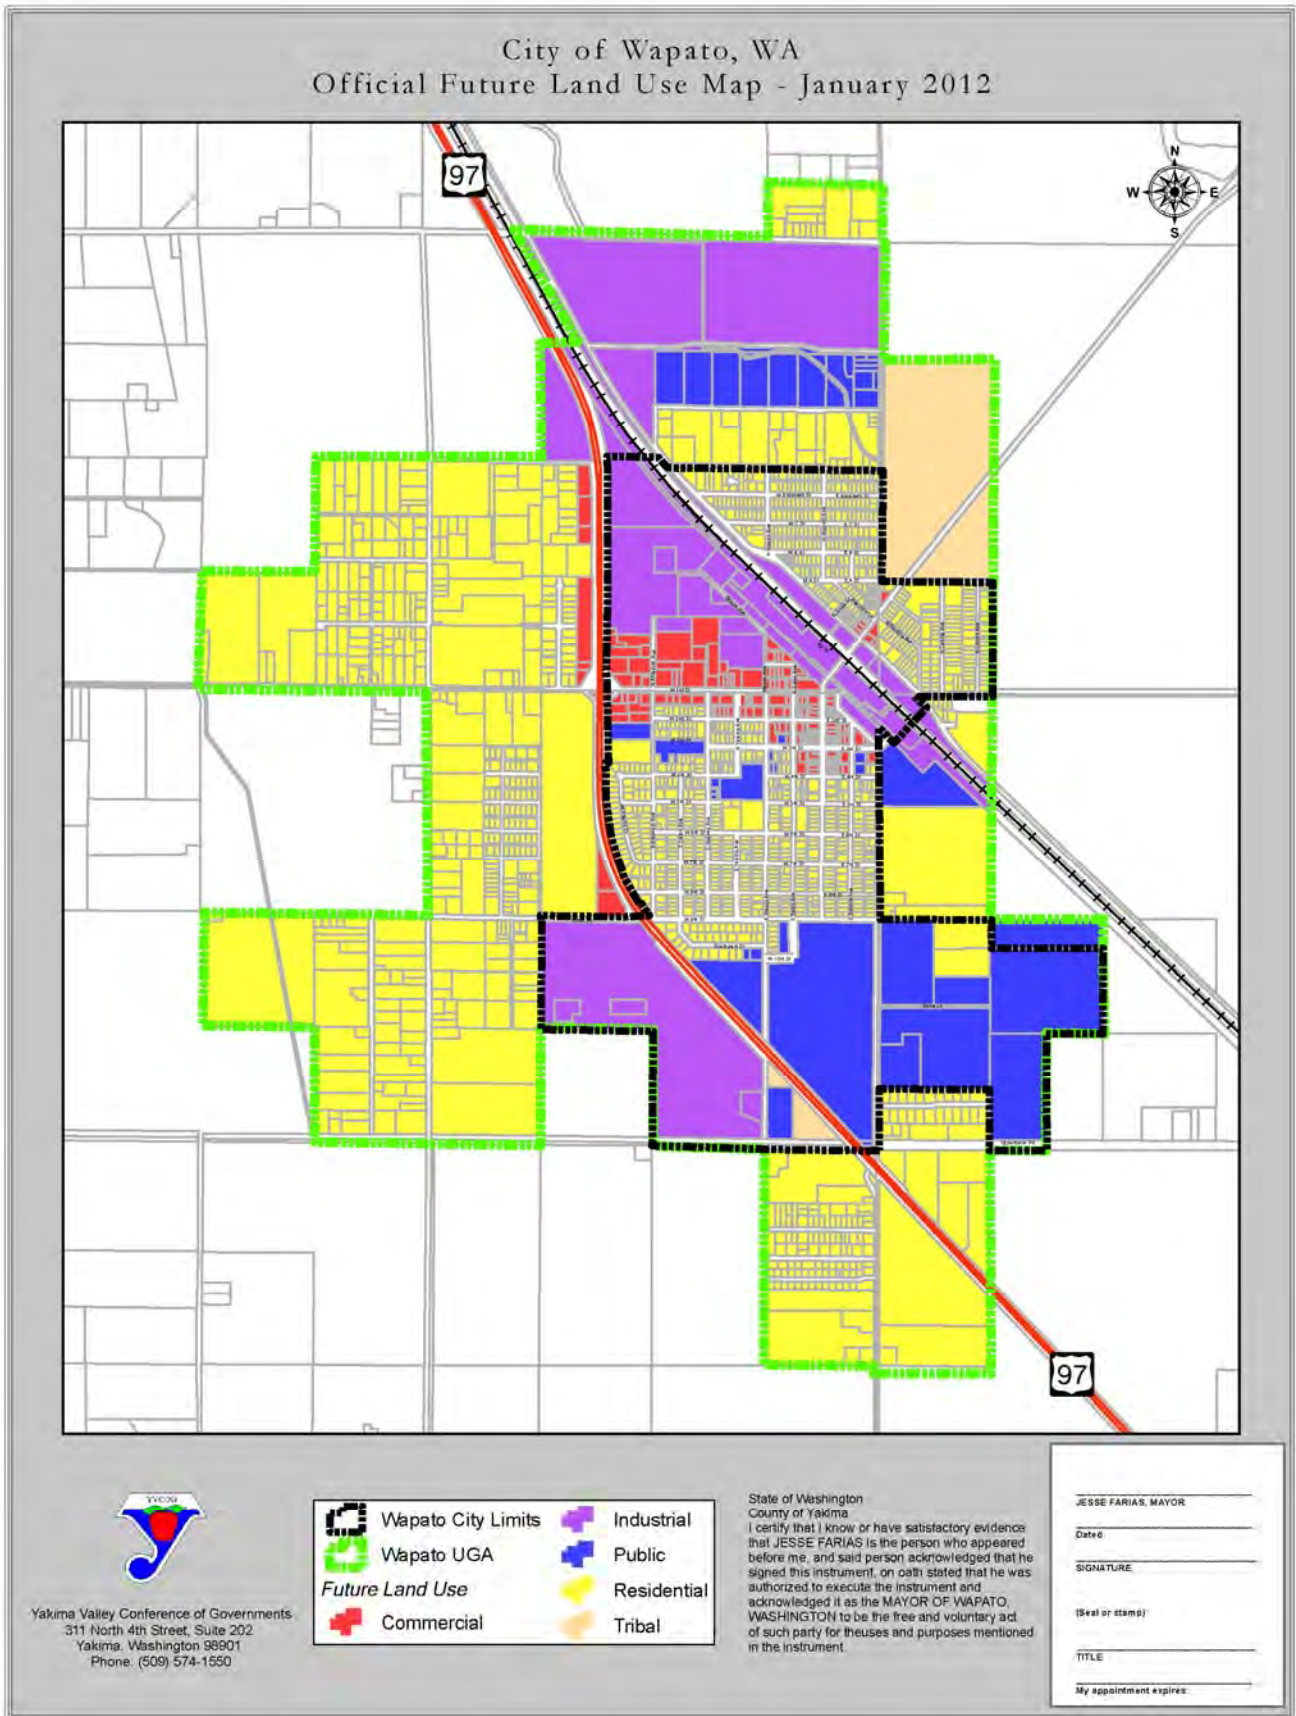 City of Wapato, WA
Official Future Land Use Map - January 2012
97
N
W E
S
97
YVCOG
Yakima Valley Conference of Governments
311 North 4th Street, Suite 202
Yakima, Washington 98901
Phone: (509) 574-1550
Wapato City Limits
Wapato UGA
Future Land Use
Commercial
Industrial
Public
Residential
Tribal
State of Washington
County of Yakima
I certify that I know or have satisfactory evidence
that JESSE FARIAS is the person who appeared
before me, and said person acknowledged that he
signed this instrument, on oath stated that he was
authorized to execute the instrument and
acknowledged it as the MAYOR OF WAPATO,
WASHINGTON to be the free and voluntary act
of such party for theuses and purposes mentioned
in the instrument.
JESSE FARIAS, MAYOR
Dated
SIGNATURE
(Seal or stamp)
TITLE
My appointment expires: